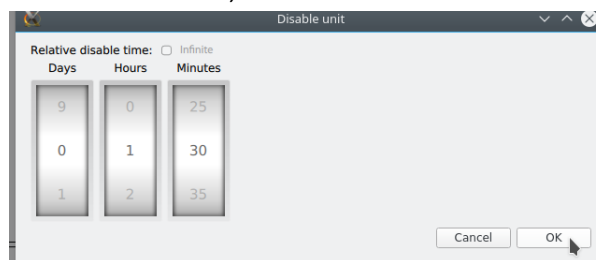 Disable unit
Relative disable time: Infinite
Days Hours Minutes
9 0 25
0 1 30
1 2 35
Cancel OK